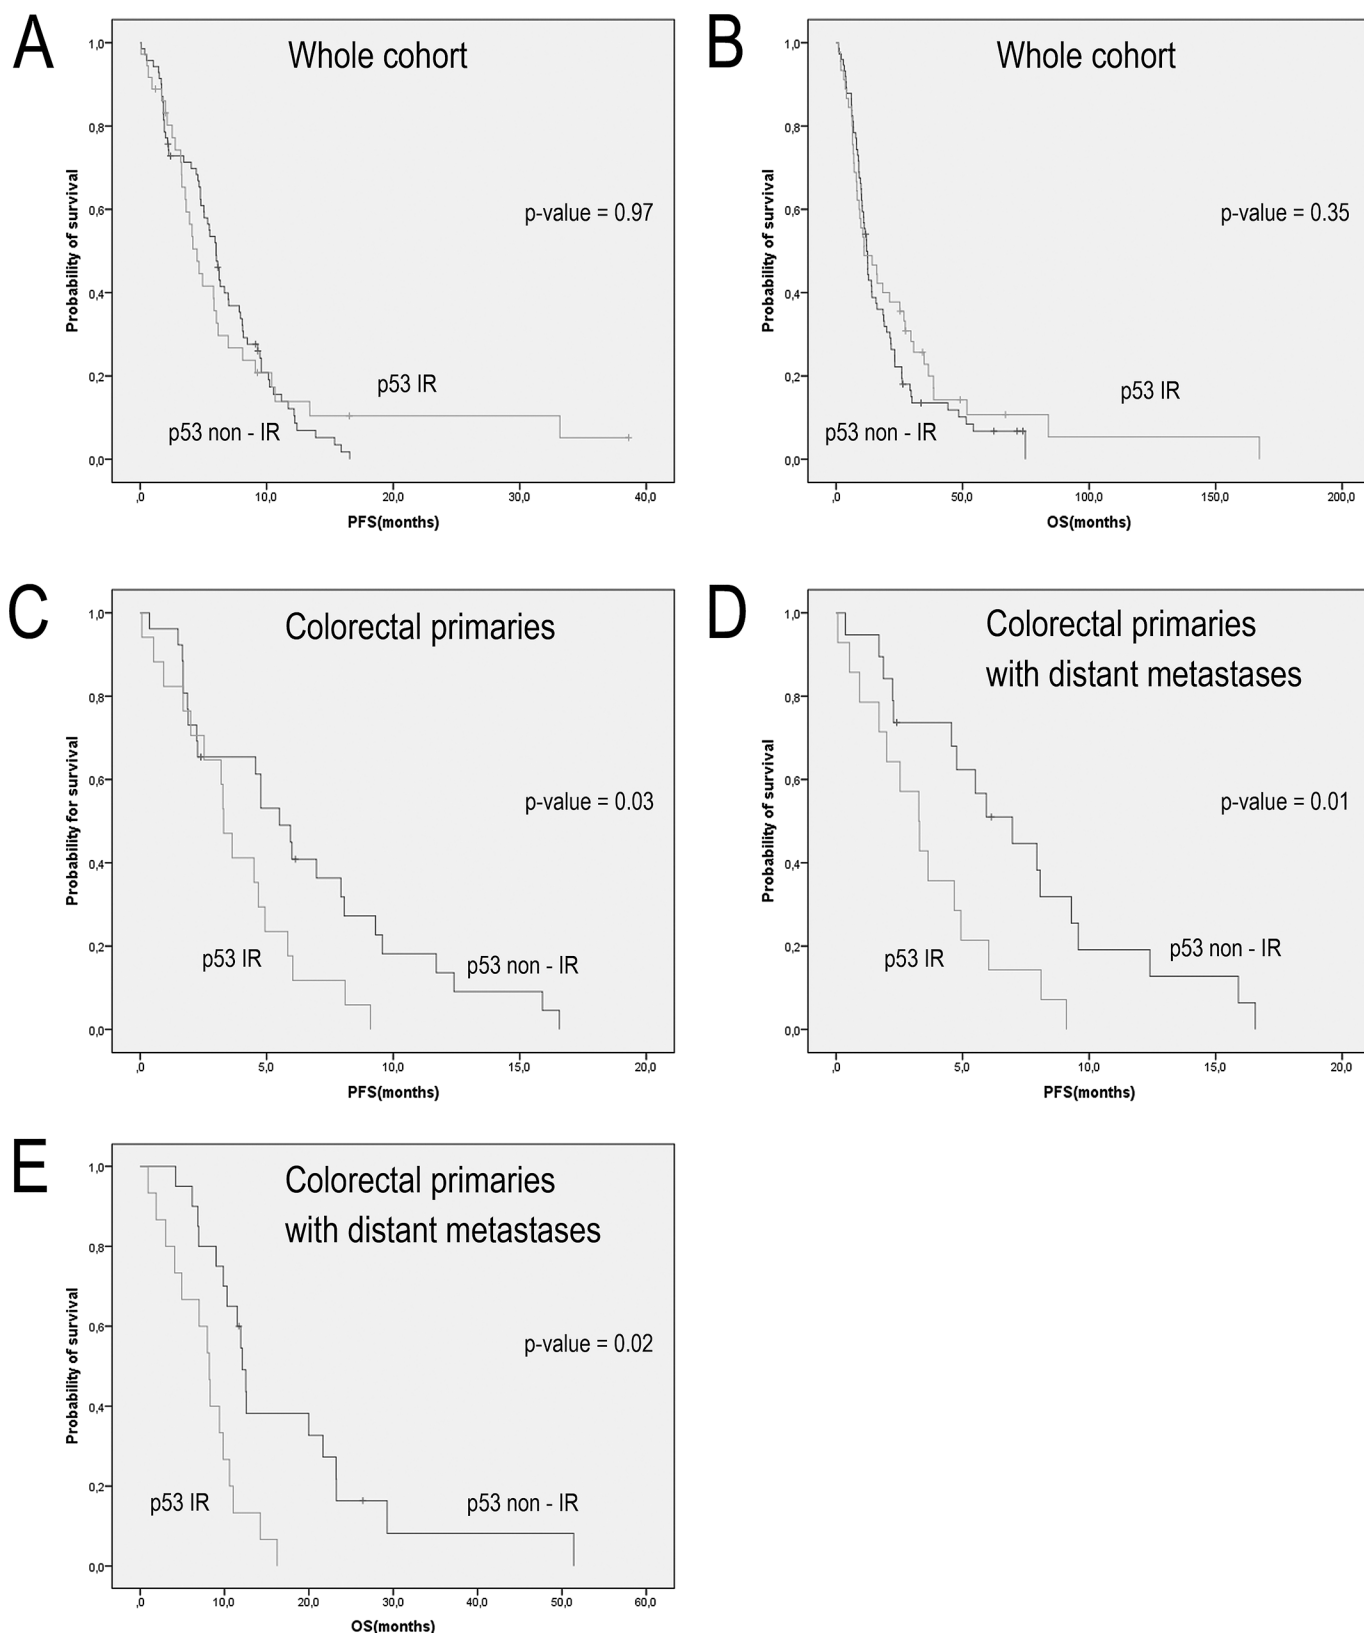 A
Whole cohort
Probability of survival
1,0
0,8
0,6
0,4
0,2
0,0
p-value = 0.97
p53 IR
p53 non - IR
,0
10,0
20,0
30,0
40,0
PFS(months)
B
Whole cohort
Probability of survival
1,0
0,8
0,6
0,4
0,2
0,0
p-value = 0.35
p53 IR
p53 non - IR
,0
50,0
100,0
150,0
200,0
OS(months)
C
Colorectal primaries
Probability for survival
1,0
0,8
0,6
0,4
0,2
0,0
p-value = 0.03
p53 IR
p53 non - IR
,0
5,0
10,0
15,0
20,0
PFS(months)
D
Colorectal primaries
with distant metastases
Probability of survival
1,0
0,8
0,6
0,4
0,2
0,0
p-value = 0.01
p53 IR
p53 non - IR
,0
5,0
10,0
15,0
20,0
PFS(months)
E
Colorectal primaries
with distant metastases
Probability of survival
1,0
0,8
0,6
0,4
0,2
0,0
p-value = 0.02
p53 IR
p53 non - IR
,0
10,0
20,0
30,0
40,0
50,0
60,0
OS(months)